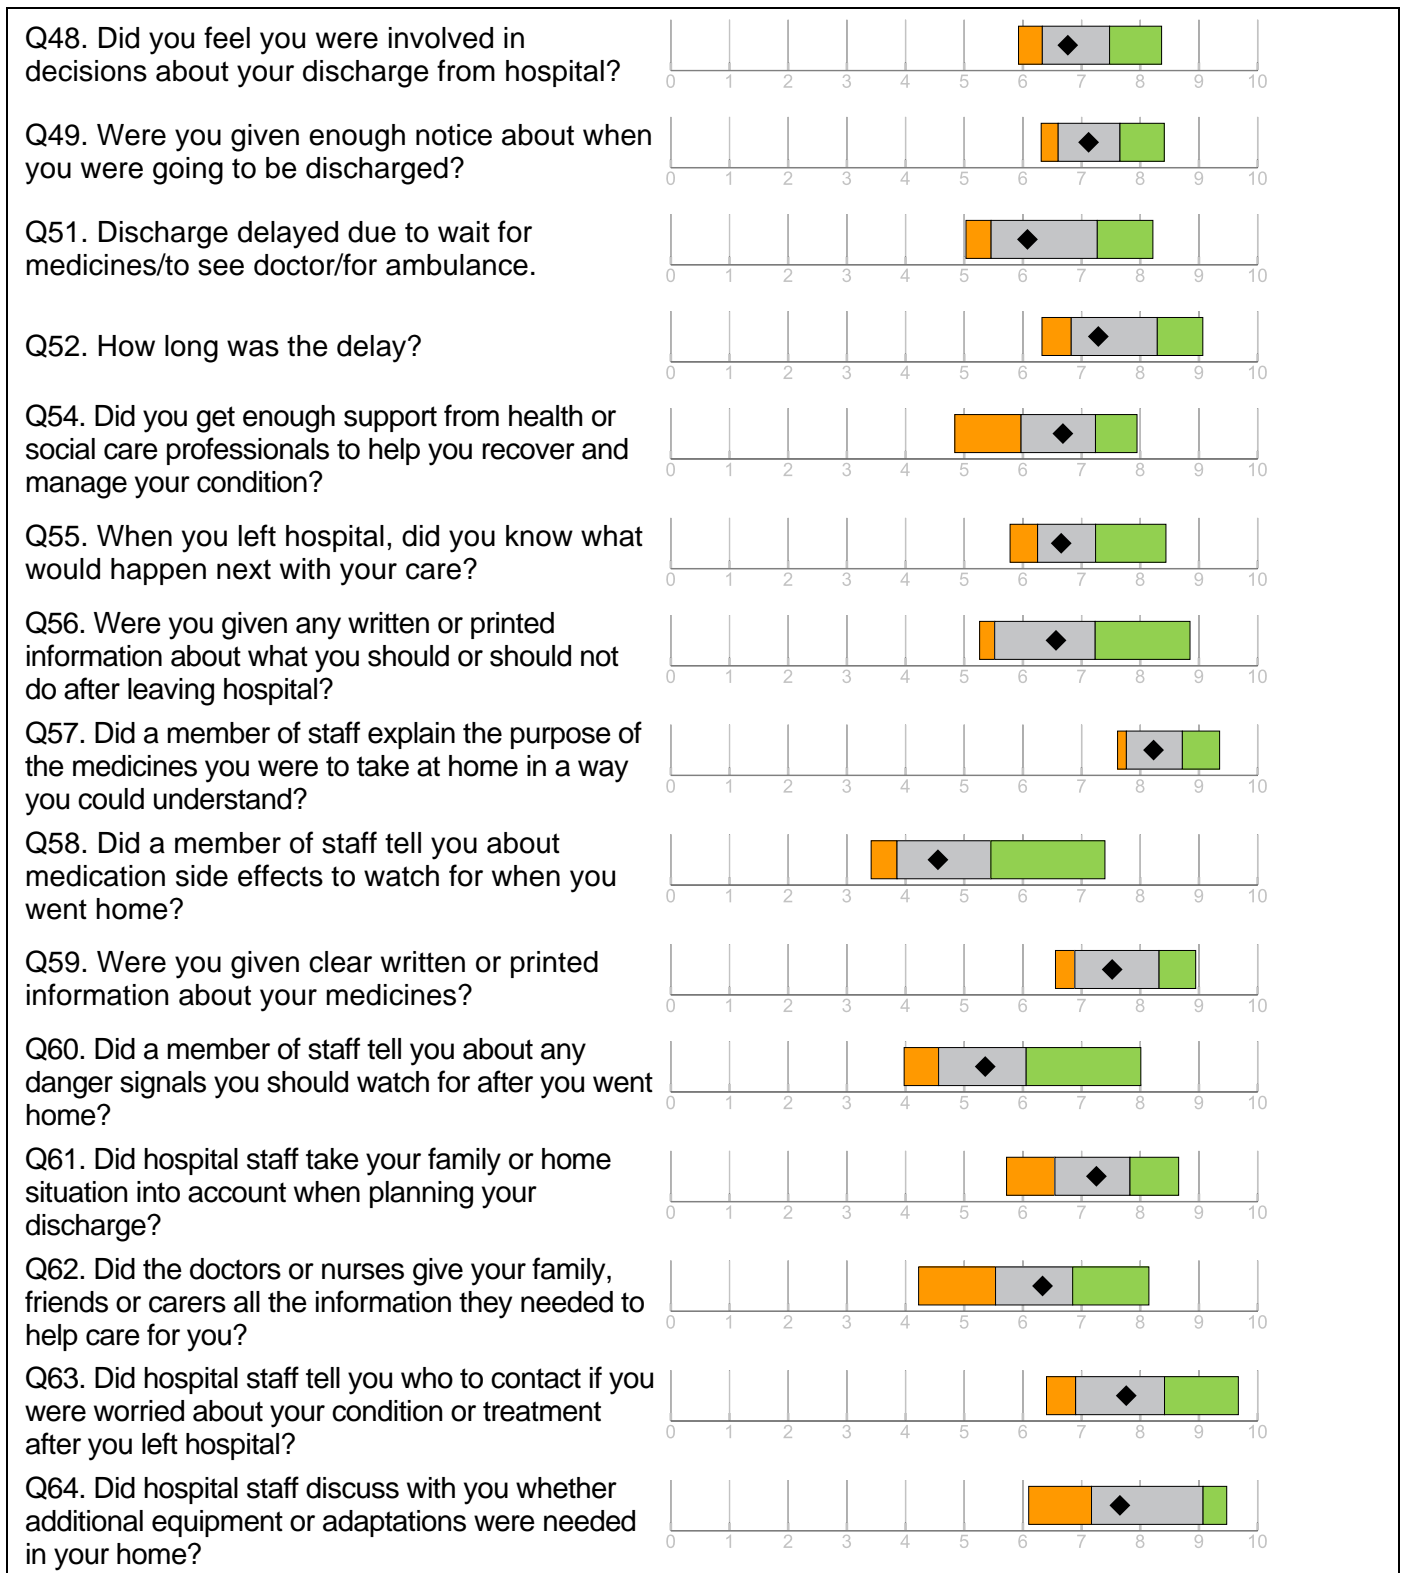 Q48. Did you feel you were involved in
decisions about your discharge from hospital?
0 1 2 3 4 5 6 7 8 9 10
Q49. Were you given enough notice about when
you were going to be discharged?
0 1 2 3 4 5 6 7 8 9 10
Q51. Discharge delayed due to wait for
medicines/to see doctor/for ambulance.
0 1 2 3 4 5 6 7 8 9 10
Q52. How long was the delay?
0 1 2 3 4 5 6 7 8 9 10
Q54. Did you get enough support from health or
social care professionals to help you recover and
manage your condition?
0 1 2 3 4 5 6 7 8 9 10
Q55. When you left hospital, did you know what
would happen next with your care?
0 1 2 3 4 5 6 7 8 9 10
Q56. Were you given any written or printed
information about what you should or should not
do after leaving hospital?
0 1 2 3 4 5 6 7 8 9 10
Q57. Did a member of staff explain the purpose of
the medicines you were to take at home in a way
you could understand?
0 1 2 3 4 5 6 7 8 9 10
Q58. Did a member of staff tell you about
medication side effects to watch for when you
went home?
0 1 2 3 4 5 6 7 8 9 10
Q59. Were you given clear written or printed
information about your medicines?
0 1 2 3 4 5 6 7 8 9 10
Q60. Did a member of staff tell you about any
danger signals you should watch for after you went
home?
0 1 2 3 4 5 6 7 8 9 10
Q61. Did hospital staff take your family or home
situation into account when planning your
discharge?
0 1 2 3 4 5 6 7 8 9 10
Q62. Did the doctors or nurses give your family,
friends or carers all the information they needed to
help care for you?
0 1 2 3 4 5 6 7 8 9 10
Q63. Did hospital staff tell you who to contact if you
were worried about your condition or treatment
after you left hospital?
0 1 2 3 4 5 6 7 8 9 10
Q64. Did hospital staff discuss with you whether
additional equipment or adaptations were needed
in your home?
0 1 2 3 4 5 6 7 8 9 10